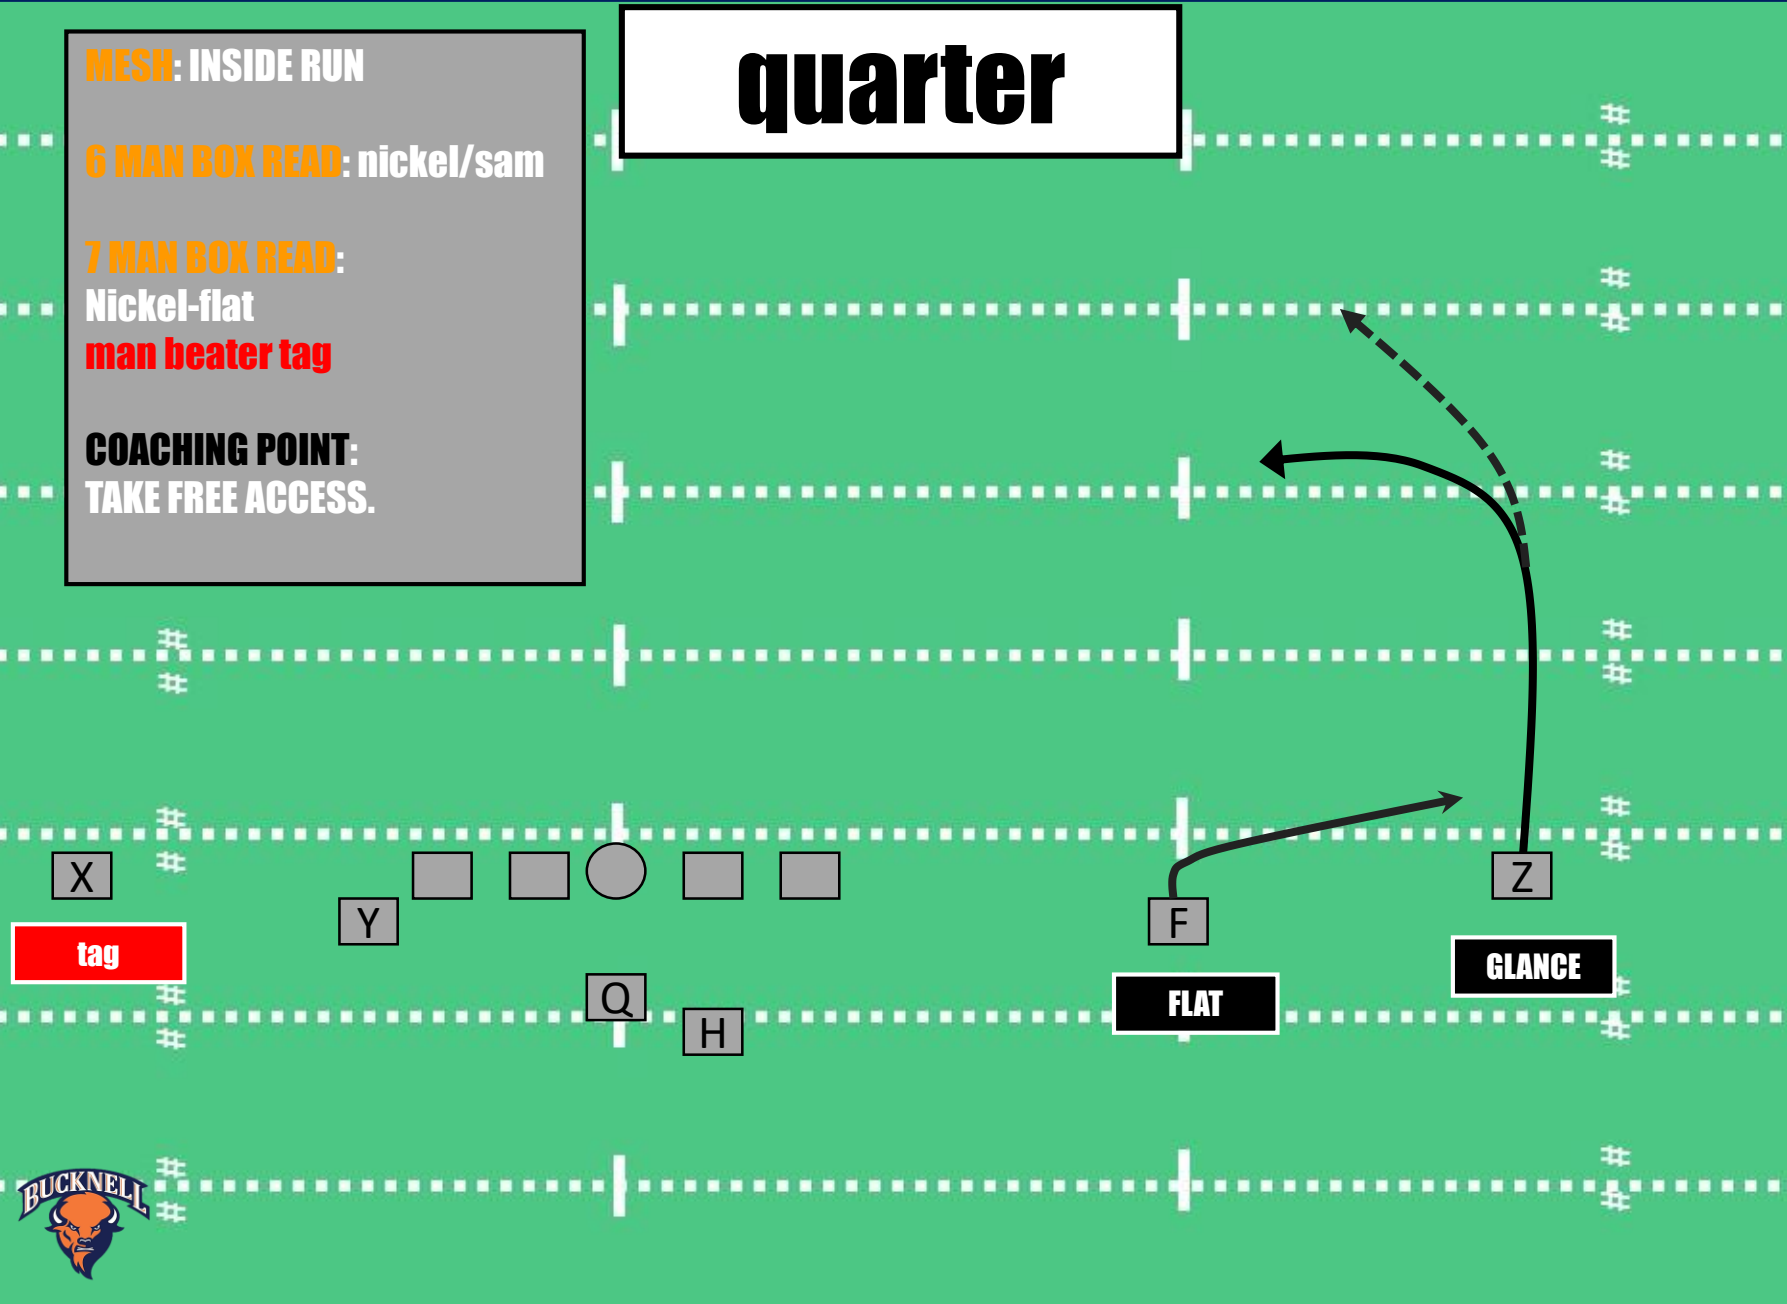 quarter
MESH: INSIDE RUN
6 MAN BOX READ: nickel/sam
7 MAN BOX READ:
Nickel-flat
man beater tag
COACHING POINT:
TAKE FREE ACCESS.
X
Z
Y
F
tag
GLANCE
Q
FLAT
H
BUCKNELL